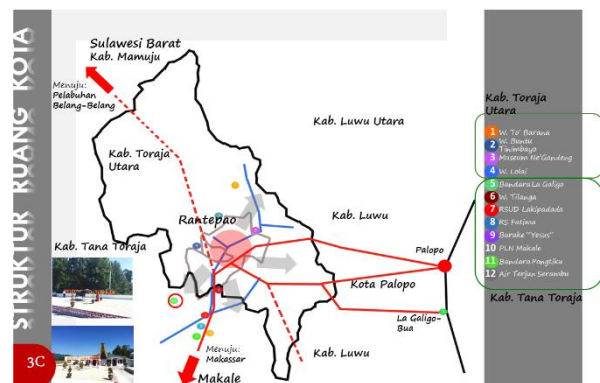 STRUKTUR RUANG KOTA
3C
Sulawesi Barat
Kab. Mamuju
Menuju:
Pelabuhan
Belang-Belang
Kab. Luwu Utara
Kab. Toraja
Utara
Rantepao
Kab. Luwu
Kab. Tana Toraja
Palopo
Kota Palopo
La Galigo-
Bua
Kab. Luwu
Menuju:
Makassar
Makale
Kab. Toraja
Utara
1 W. To' Barana
2 W. Buntu
Tinimbayo
3 Museum Ne'Gandeng
4 W. Lolai
5 Bandara La Galigo
6 W. Tilanga
7 RSUD Lakipadada
8 RS Fatima
9 Burake "Yesus"
10 PLN Makale
11 Bandara Pongtiku
12 Air Terjun Sarambu
Kab. Tana Toraja